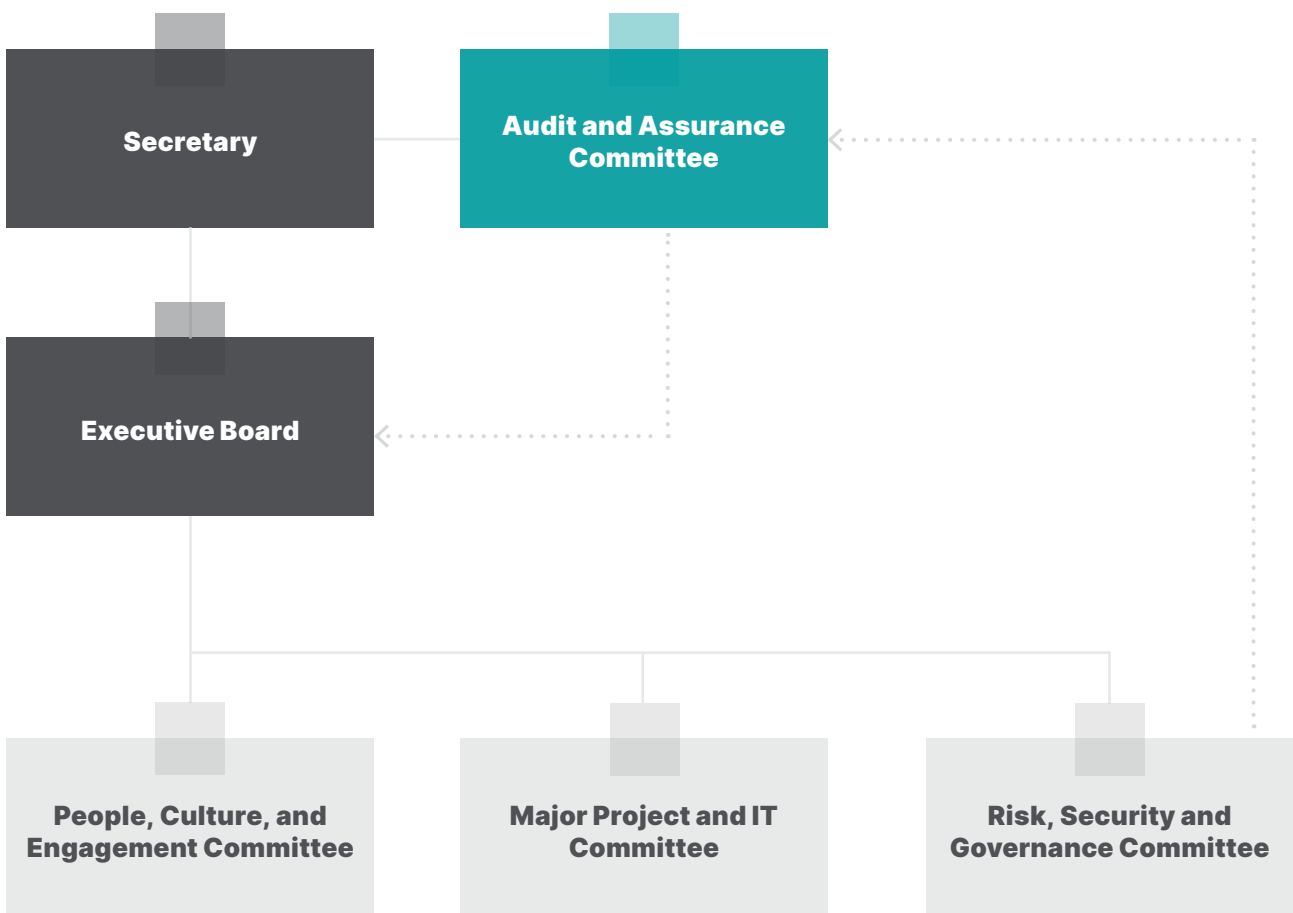 Secretary
Audit and Assurance
Committee
Executive Board
People, Culture, and
Engagement Committee
Major Project and IT
Committee
Risk, Security and
Governance Committee